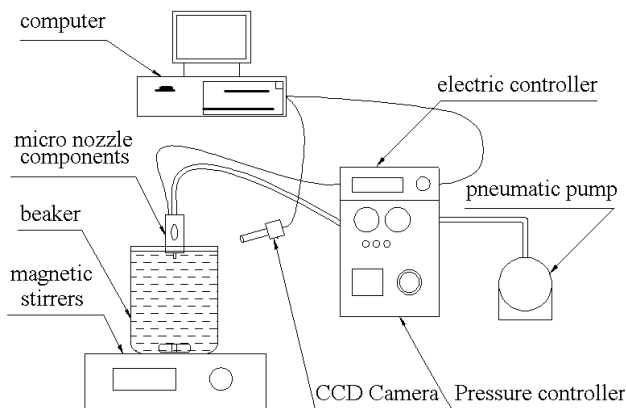 computer
electric controller
micro nozzle
components
pneumatic pump
beaker
magnetic
stirrers
CCD Camera
Pressure controller